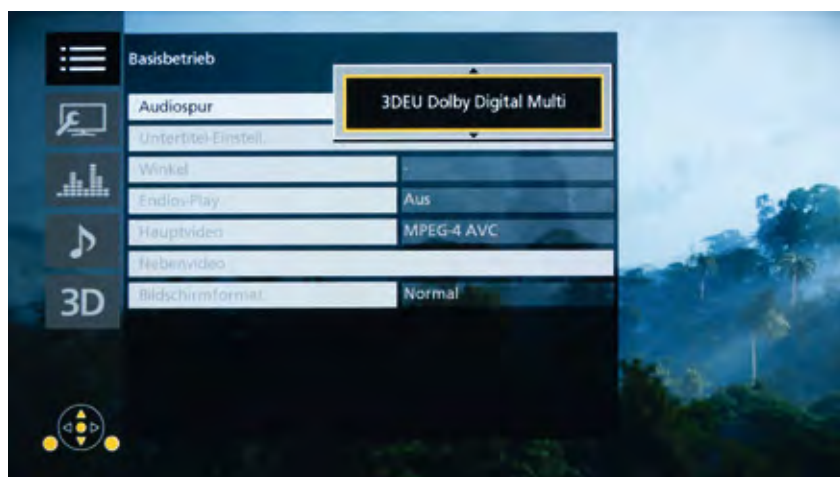 Basisbetrieb
Audiospur
3DEU Dolby Digital Multi
Untertitel-Einstell.
Winkel -
Endlos-Play Aus
Hauptvideo MPEG-4 AVC
Nebenvideo
Bildschirmformat Normal
3D